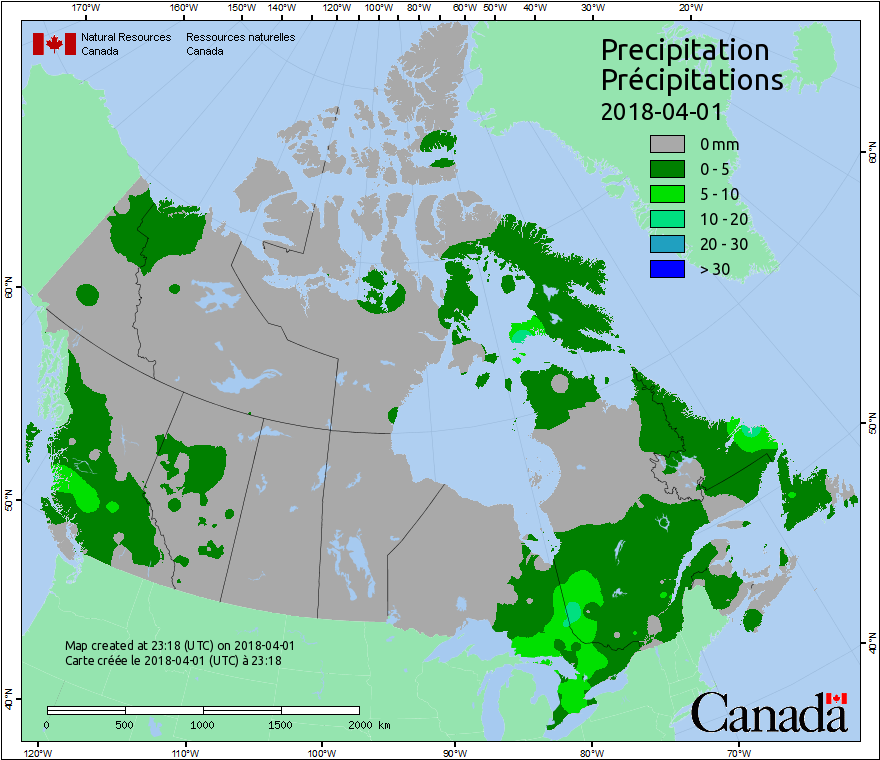 170°W 160°W 150°W 140°W 120°W 100°W 80°W 60°W 50°W 40°W 30°W 20°W
Natural Resources Ressources naturelles
Canada Canada
Precipitation
Précipitations
2018-04-01
0 mm
0 - 5
5 - 10
10 - 20
20 - 30
> 30
60°N
60°N
50°N
50°N
40°N
40°N
Map created at 23:18 (UTC) on 2018-04-01
Carte créée le 2018-04-01 (UTC) à 23:18
0 500 1000 1500 2000 km
Canada
120°W 110°W 100°W 90°W 80°W 70°W